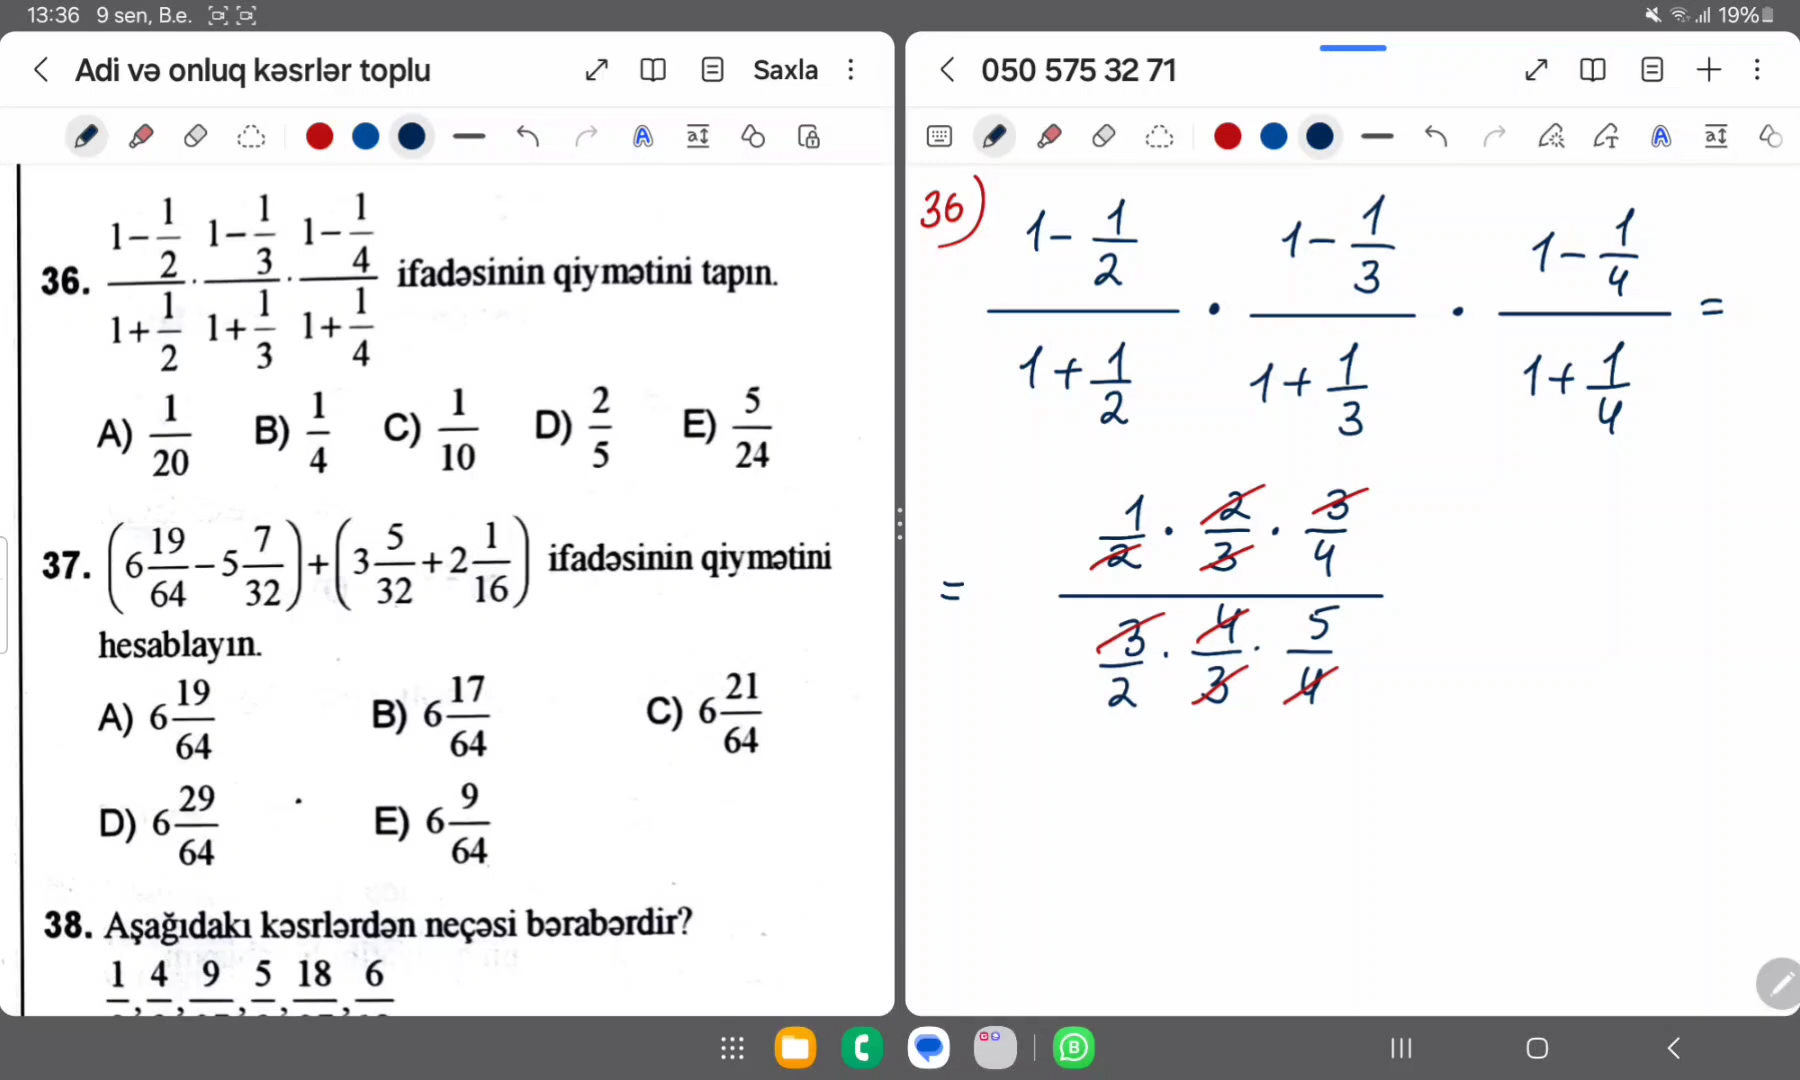 13:36 9 sen, B.e. 19%
Adi və onluq kəsrlər toplu Saxla
050 575 32 71
36. (1-1/2)/(1+1/2) · (1-1/3)/(1+1/3) · (1-1/4)/(1+1/4) ifadəsinin qiymətini tapın.
A) 1/20 B) 1/4 C) 1/10 D) 2/5 E) 5/24
37. (6 19/64 - 5 7/32) + (3 5/32 + 2 1/16) ifadəsinin qiymətini
hesablayın.
A) 6 19/64 B) 6 17/64 C) 6 21/64
D) 6 29/64 E) 6 9/64
38. Aşağıdakı kəsrlərdən neçəsi bərabərdir?
1 , 4 , 9 , 5 , 18 , 6
36) (1-1/2)/(1+1/2) · (1-1/3)/(1+1/3) · (1-1/4)/(1+1/4) =
= (1/2 · 2/3 · 3/4)/(3/2 · 4/3 · 5/4)